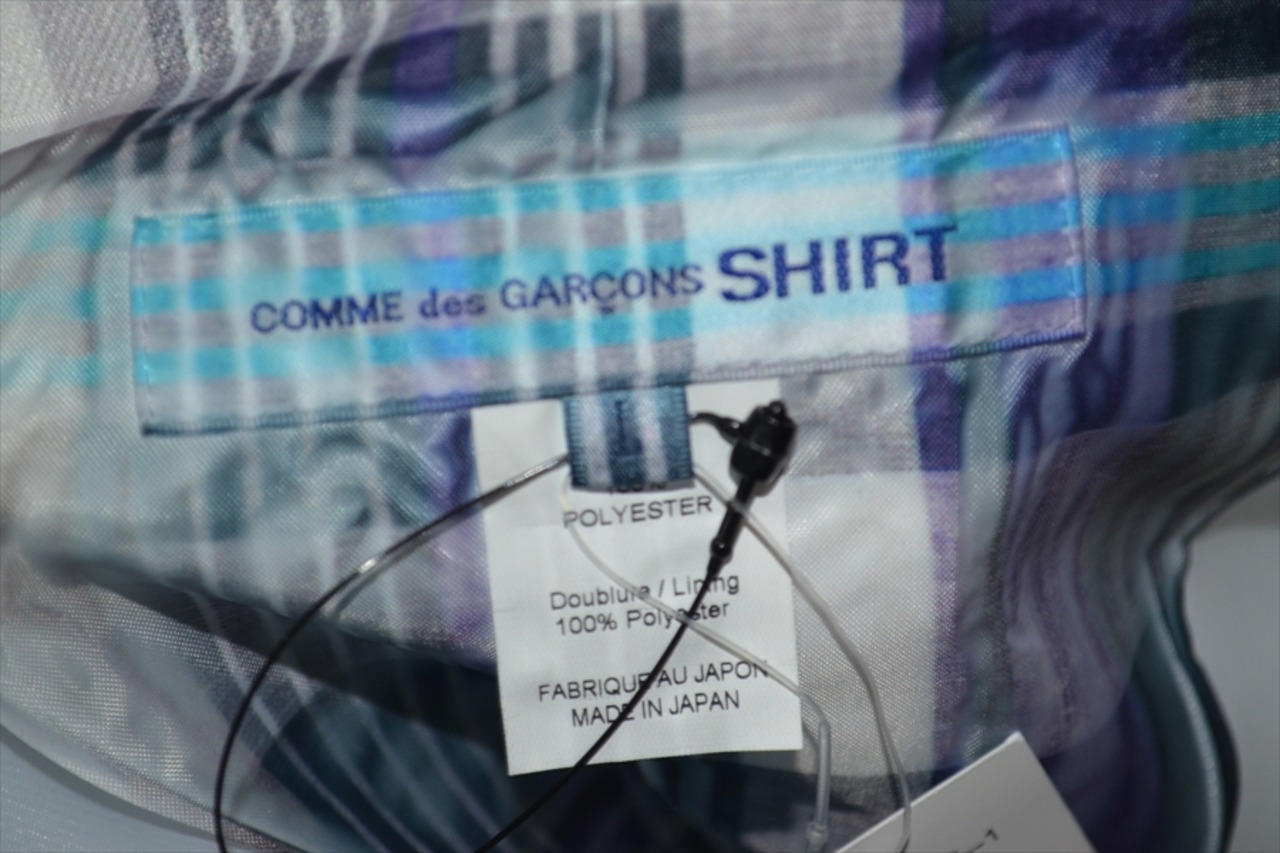 COMME des GARÇONS SHIRT
POLYESTER
Doublure / Lining
100% Polyester
FABRIQUE AU JAPON
MADE IN JAPAN